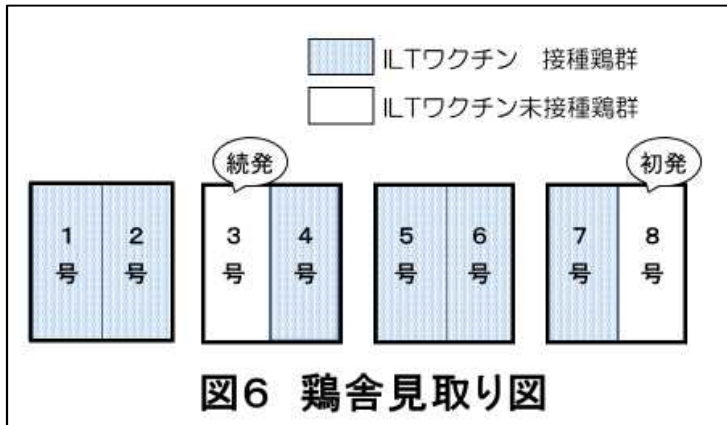 ILTワクチン 接種鶏群
ILTワクチン未接種鶏群
続発
初発
1号
2号
3号
4号
5号
6号
7号
8号
図6 鶏舎見取り図